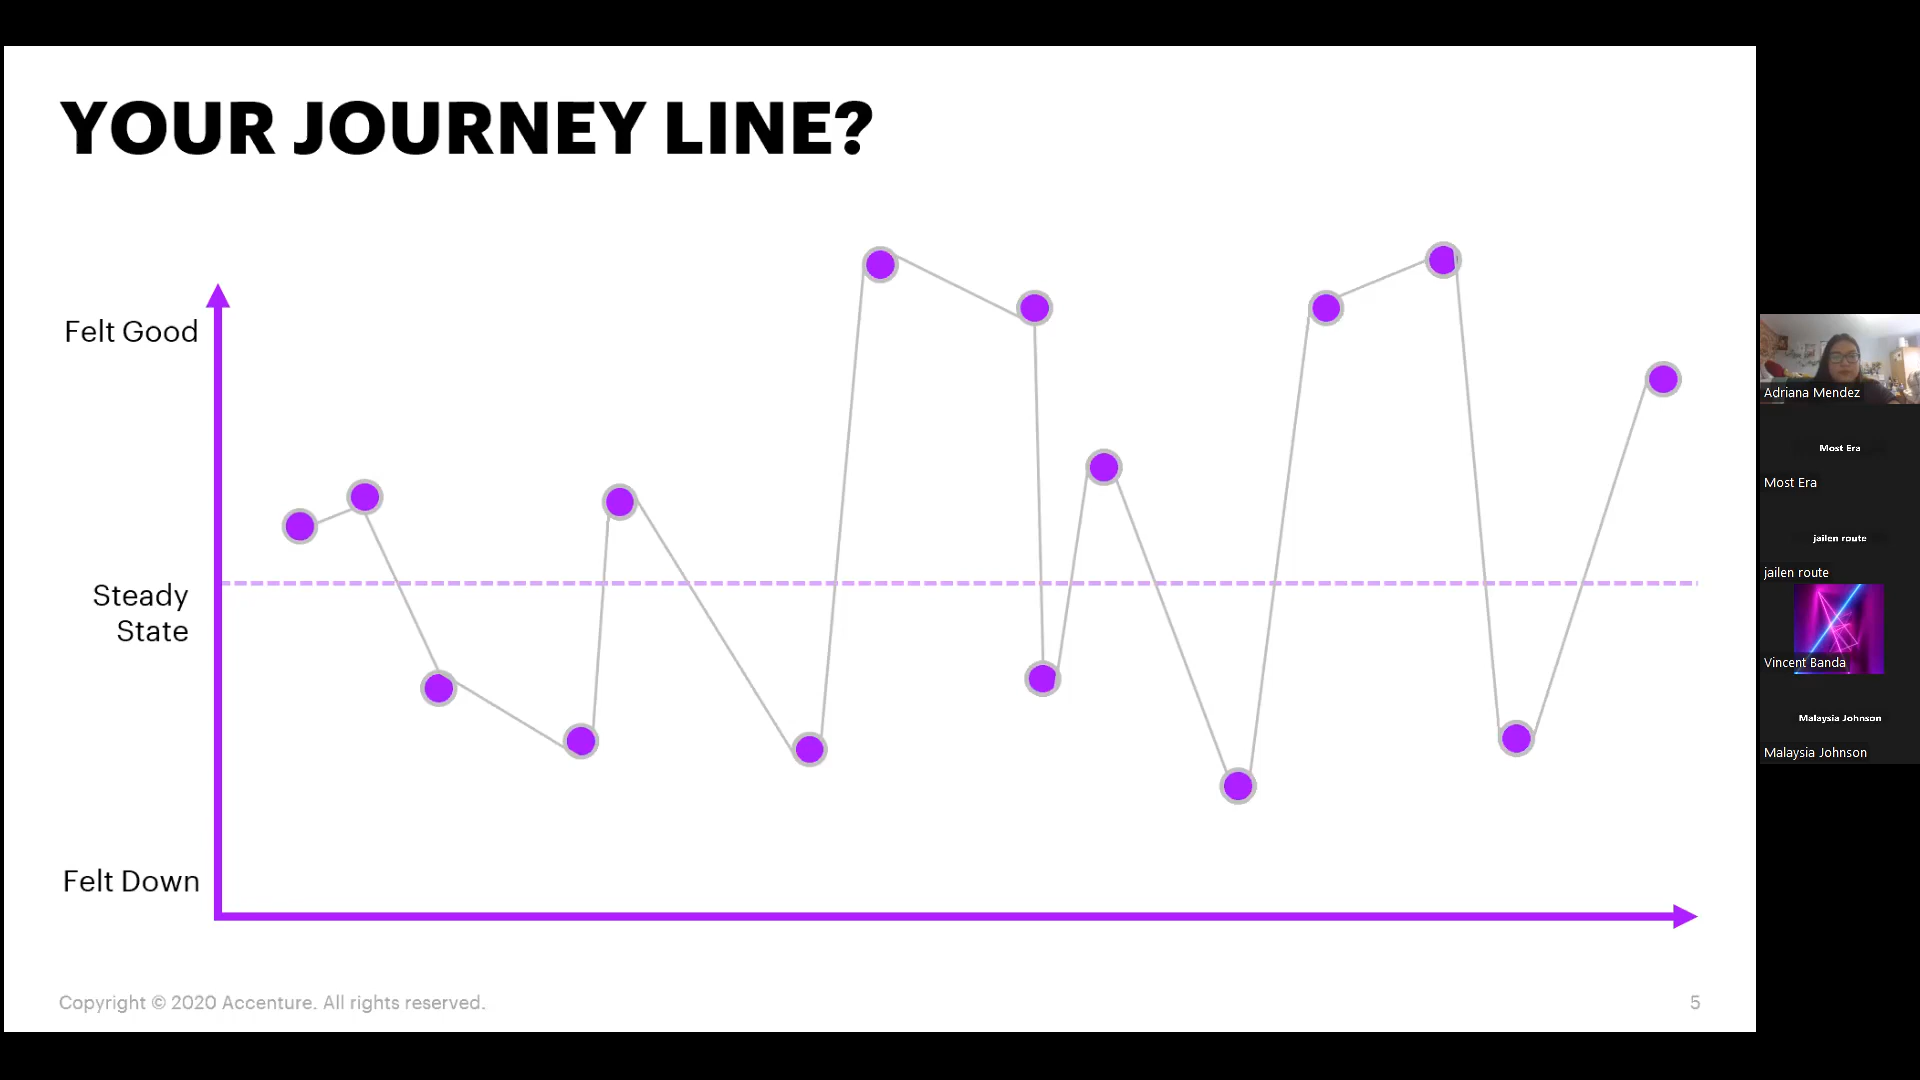 YOUR JOURNEY LINE?
Felt Good
Steady
State
Felt Down
Copyright © 2020 Accenture. All rights reserved.
5
Adriana Mendez
Most Era
Most Era
jailen route
jailen route
Vincent Banda
Malaysia Johnson
Malaysia Johnson